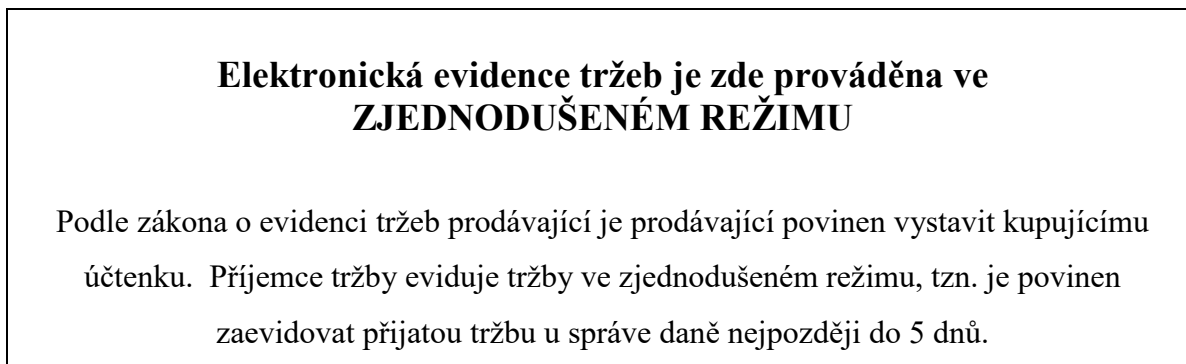 Elektronická evidence tržeb je zde prováděna ve
ZJEDNODUŠENÉM REŽIMU
Podle zákona o evidenci tržeb prodávající je prodávající povinen vystavit kupujícímu
účtenku.  Příjemce tržby eviduje tržby ve zjednodušeném režimu, tzn. je povinen
zaevidovat přijatou tržbu u správe daně nejpozději do 5 dnů.